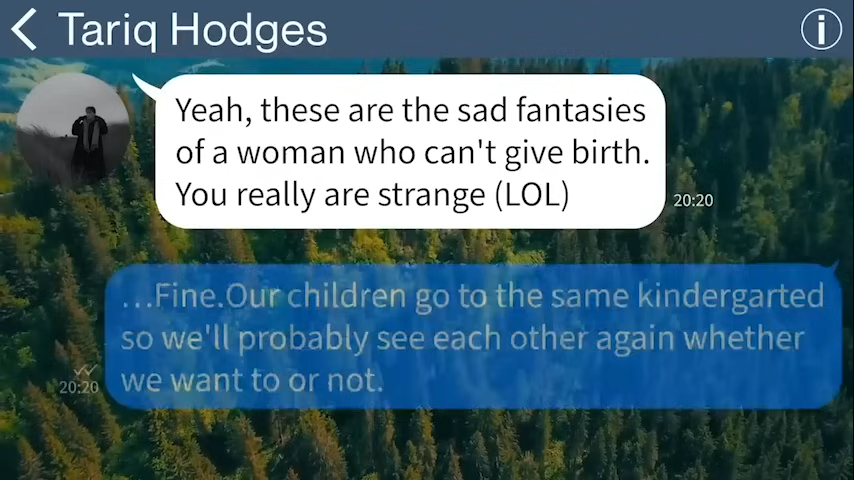 Tariq Hodges
Yeah, these are the sad fantasies
of a woman who can't give birth.
You really are strange (LOL)
20:20
…Fine.Our children go to the same kindergarted
so we'll probably see each other again whether
we want to or not.
20:20